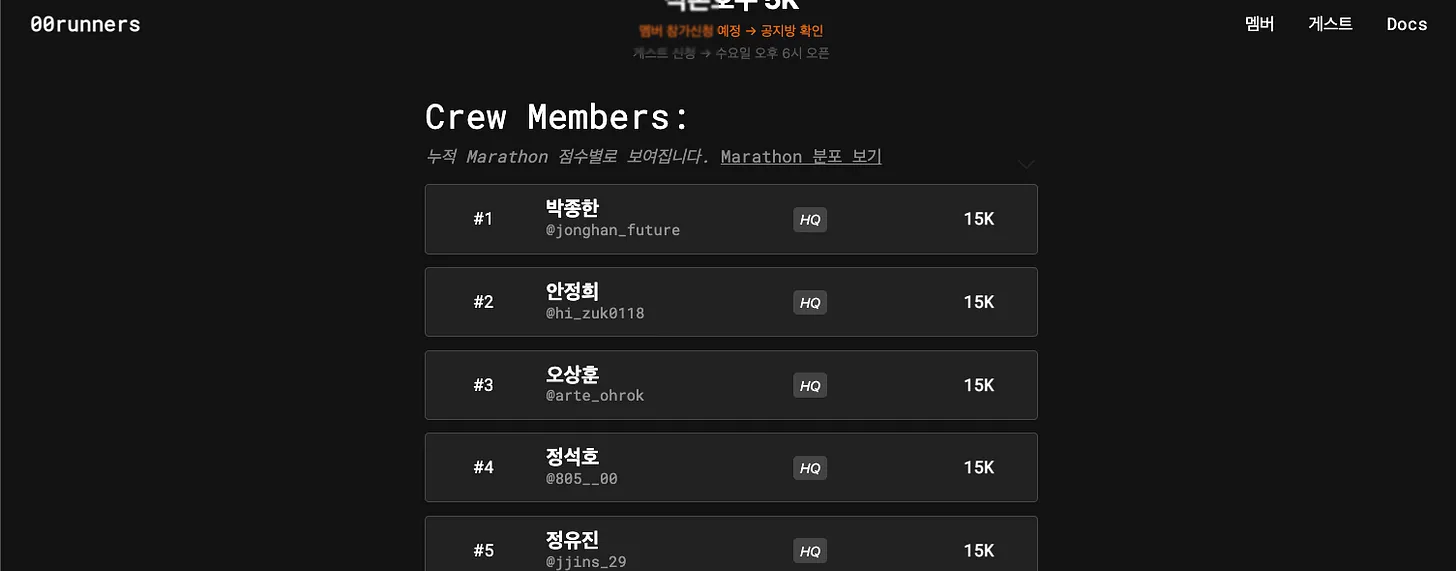 00runners
멤버
게스트
Docs
5K
멤버 참가신청 예정 → 공지방 확인
게스트 신청 → 수요일 오후 6시 오픈
Crew Members:
누적 Marathon 점수별로 보여집니다. Marathon 분포 보기
#1
박종한
@jonghan_future
HQ
15K
#2
안정희
@hi_zuk0118
HQ
15K
#3
오상훈
@arte_ohrok
HQ
15K
#4
정석호
@805__00
HQ
15K
#5
정유진
@jjins_29
HQ
15K